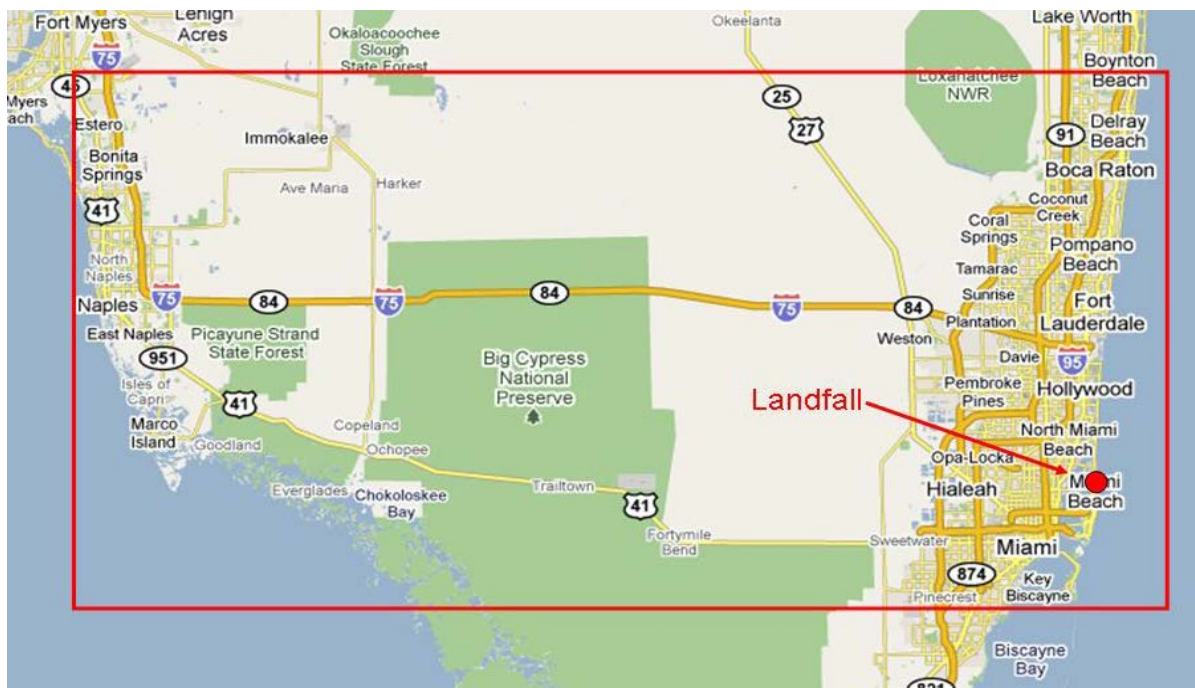 Fort Myers
Lehigh
Acres
Okaloacoochee
Slough
State Forest
Okeelanta
Lake Worth
75
Loxahatchee
NWR
Boynton
Beach
45
Myers
25
27
Estero
Immokalee
91
Delray
Beach
Bonita
Springs
Ave Maria
Harker
Boca Raton
41
Coconut
Creek
Coral
Springs
North
Naples
Pompano
Beach
Tamarac
Naples
75
84
75
84
75
84
Sunrise
Fort
Lauderdale
East Naples
Picayune Strand
State Forest
Plantation
Weston
951
Big Cypress
National
Preserve
Davie
95
Isles of
Capri
Pembroke
Pines
Hollywood
41
Landfall
Marco
Island
Goodland
Copeland
Ochopee
North Miami
Beach
Opa-Locka
Everglades
Chokoloskee
Bay
Trailtown
Hialeah
Beach
41
Fortymile
Bend
Sweetwater
Miami
874
Key
Biscayne
Pinecrest
Biscayne
Bay